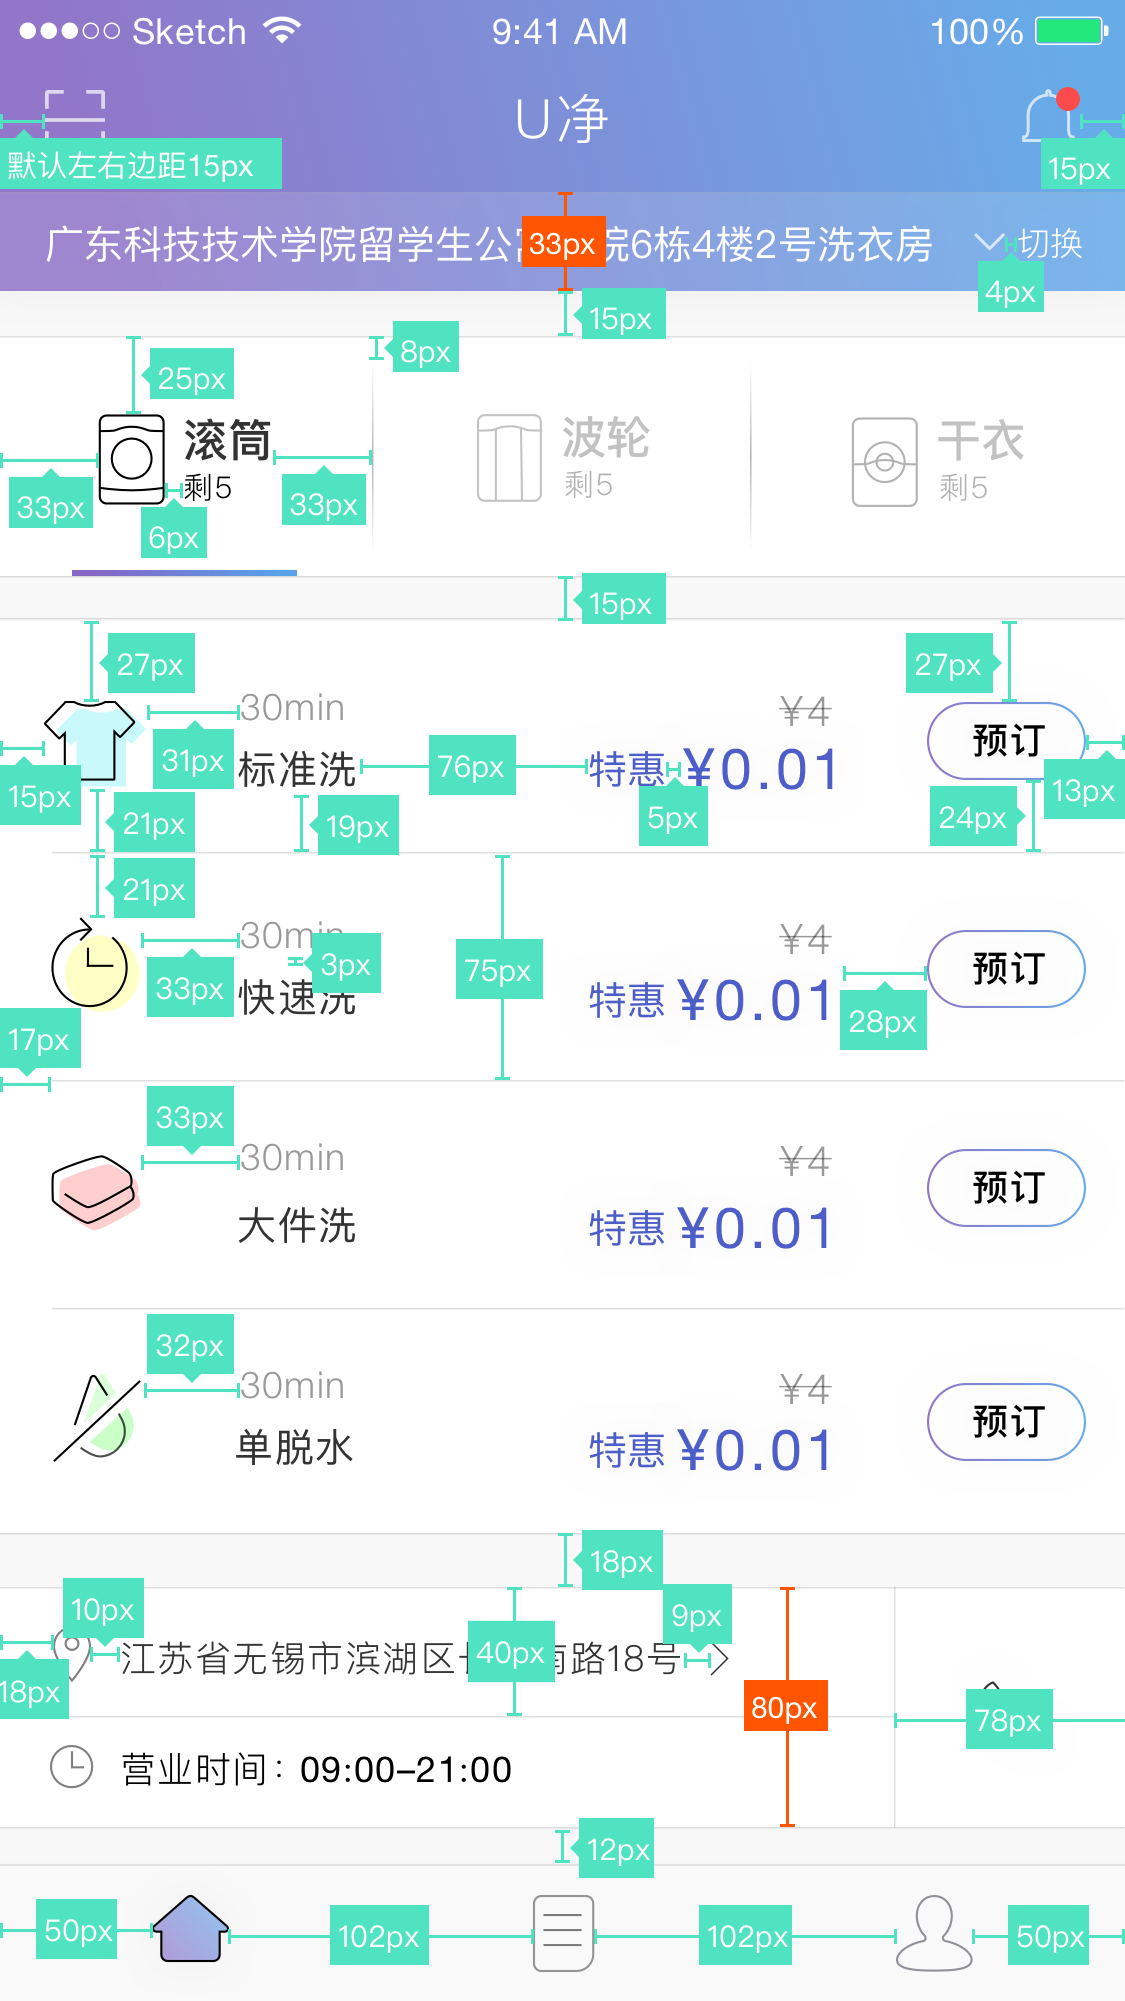 Sketch 9:41 AM 100%
U净
默认左右边距15px 15px
广东科技技术学院留学生公 33px 院6栋4楼2号洗衣房 切换
4px
15px
8px
25px
滚筒 波轮 干衣
剩5 剩5 剩5
33px 33px
6px
15px
27px 27px
30min ¥4
预订
31px 标准洗 76px 特惠 ¥0.01
15px 13px
21px 19px 5px 24px
21px
30min ¥4
3px 75px 预订
33px 快速洗 特惠 ¥0.01
28px
17px
33px
30min ¥4
预订
大件洗 特惠 ¥0.01
32px
30min ¥4
预订
单脱水 特惠 ¥0.01
18px
10px 9px
江苏省无锡市滨湖区 40px 南路18号
18px
80px 78px
营业时间：09:00–21:00
12px
50px 102px 102px 50px